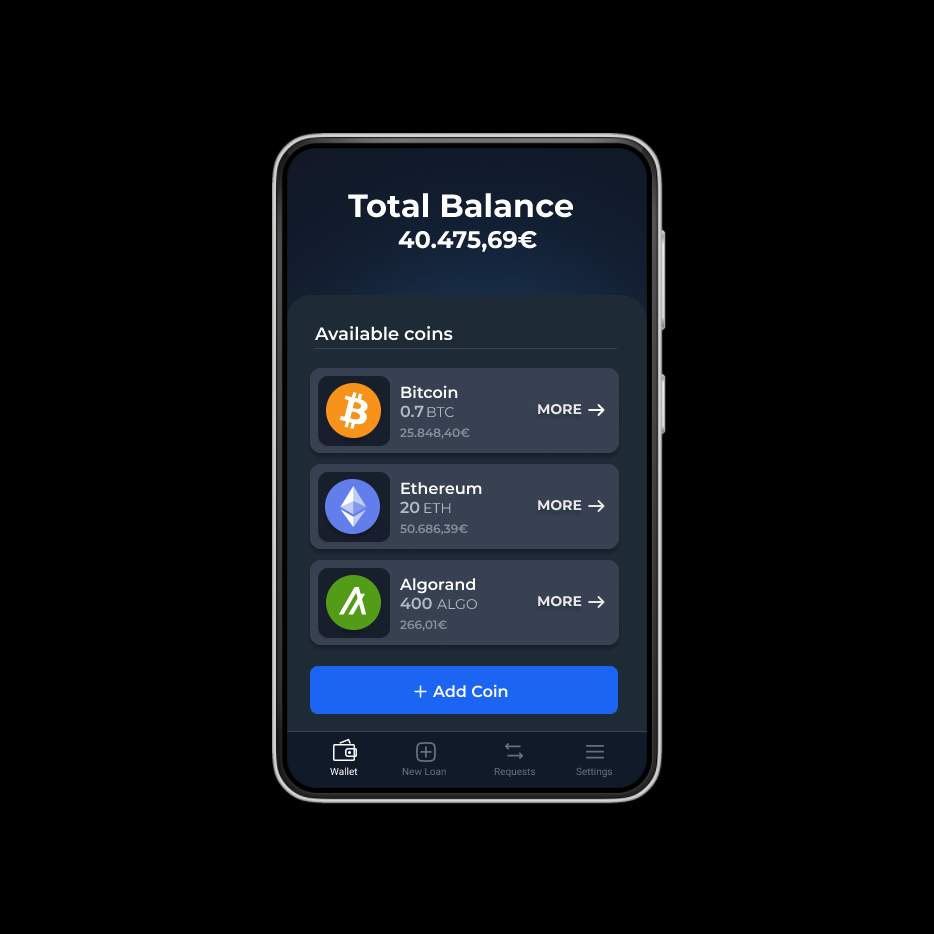 Total Balance
40.475,69€
Available coins
Bitcoin
0.7 BTC
25.848,40€
MORE →
Ethereum
20 ETH
50.686,39€
MORE →
Algorand
400 ALGO
266,01€
MORE →
+ Add Coin
Wallet New Loan Requests Settings